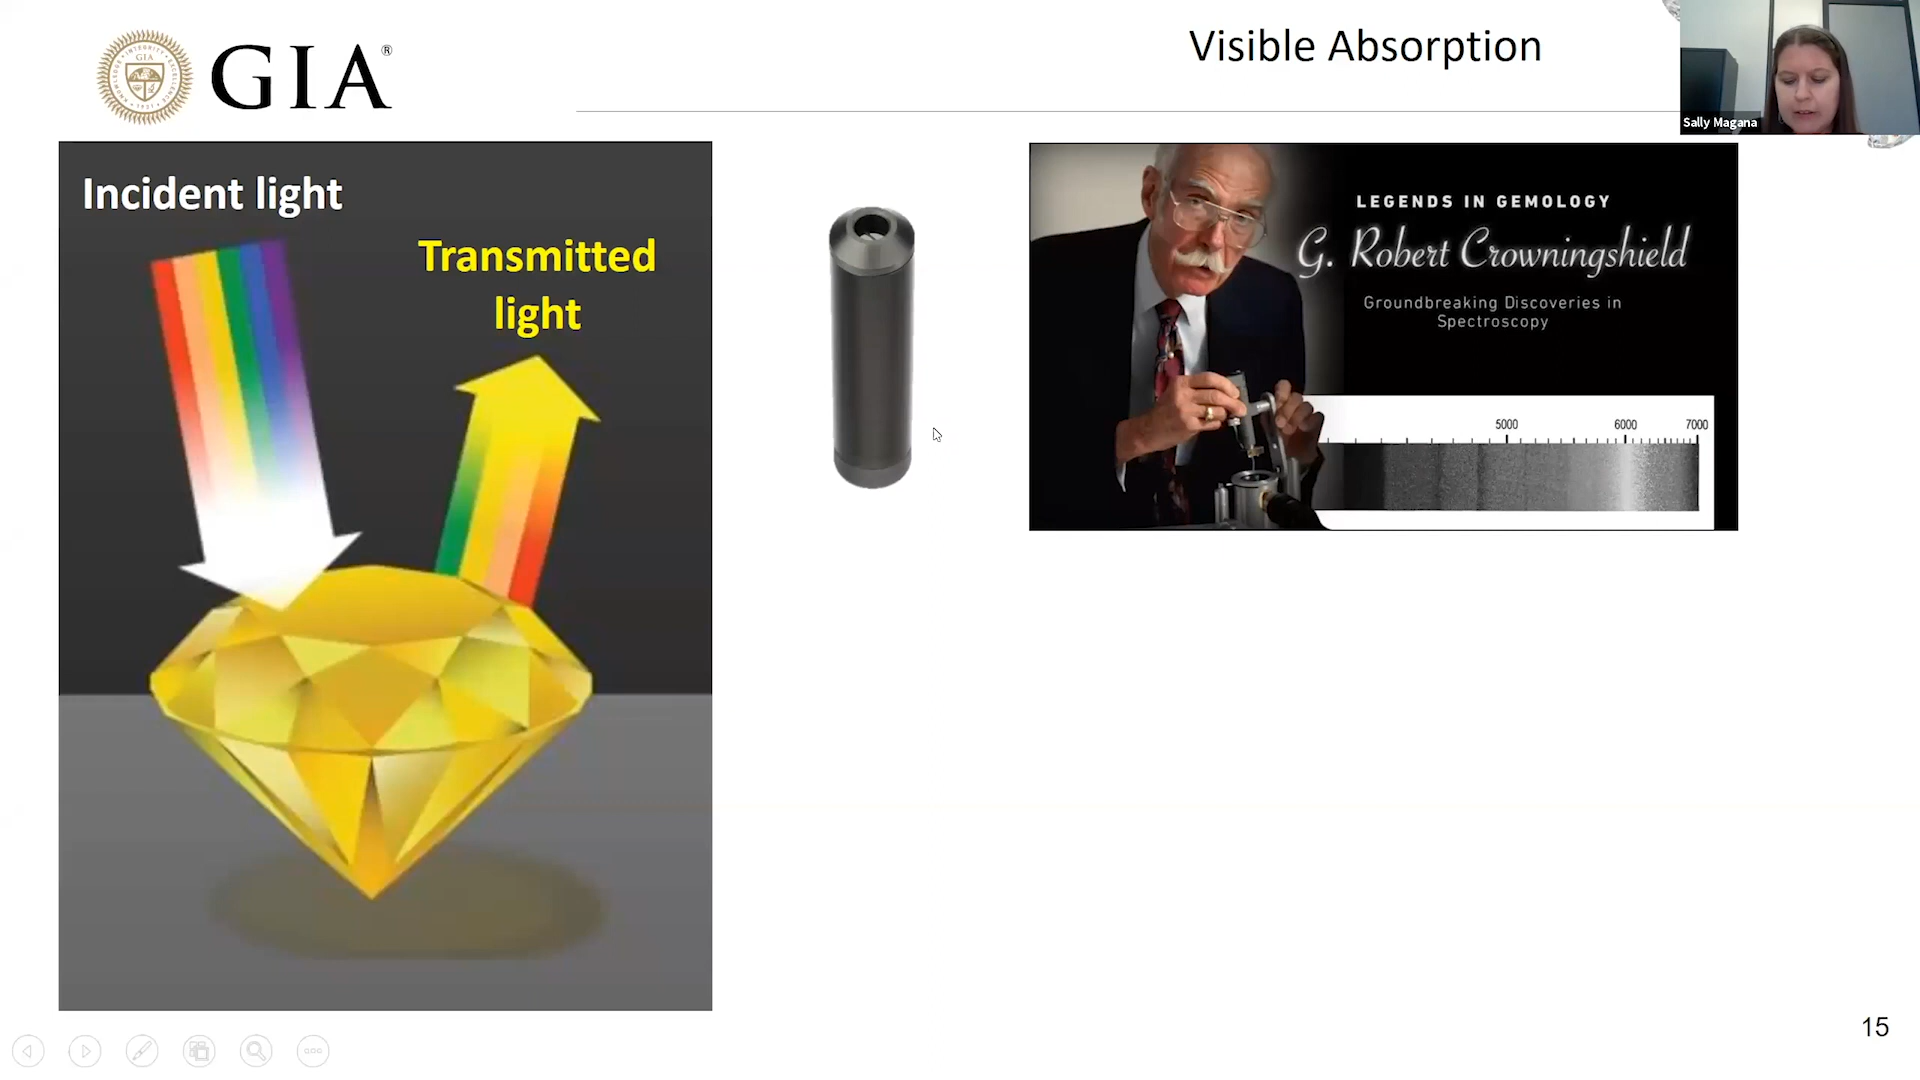 GIA®
Visible Absorption
Sally Magana
Incident light
Transmitted
light
LEGENDS IN GEMOLOGY
G. Robert Crowningshield
Groundbreaking Discoveries in
Spectroscopy
5000 6000 7000
15